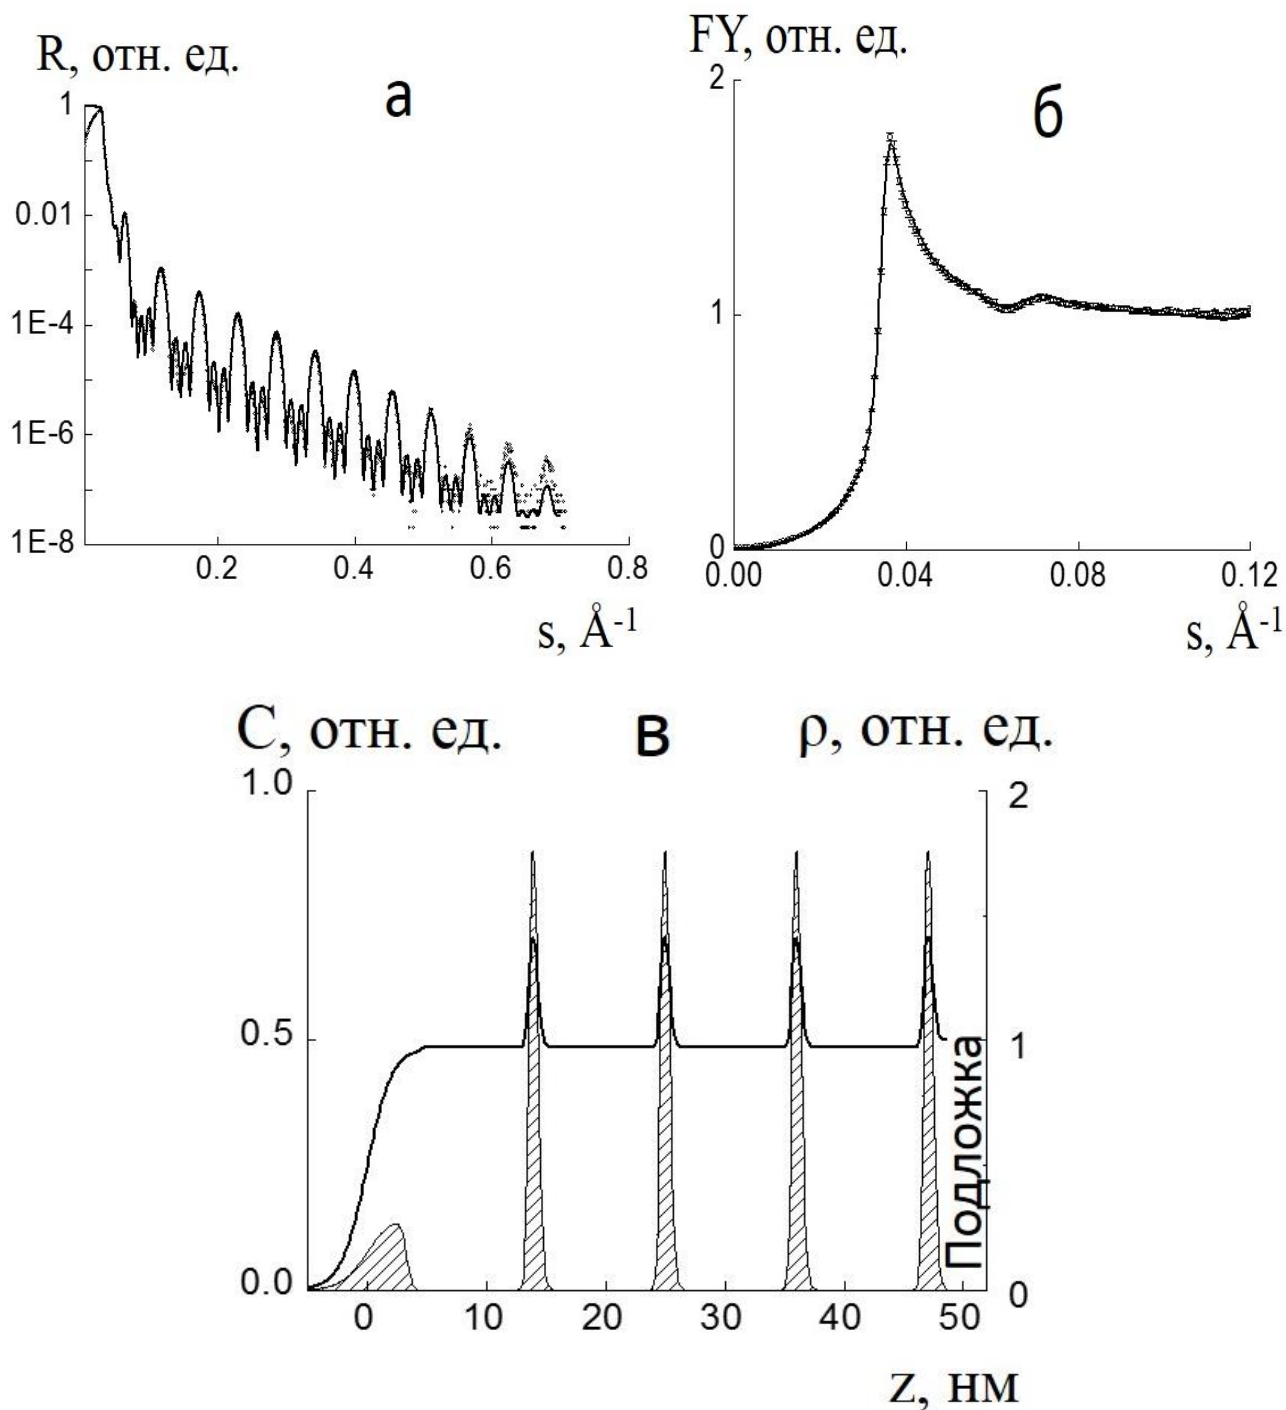 R, отн. ед.
а
1
0.01
1E-4
1E-6
1E-8
0.2
0.4
0.6
0.8
s, Å-1
FY, отн. ед.
б
2
1
0
0.00
0.04
0.08
0.12
s, Å-1
C, отн. ед.
в
ρ, отн. ед.
1.0
0.5
0.0
2
1
0
Подложка
0
10
20
30
40
50
z, нм